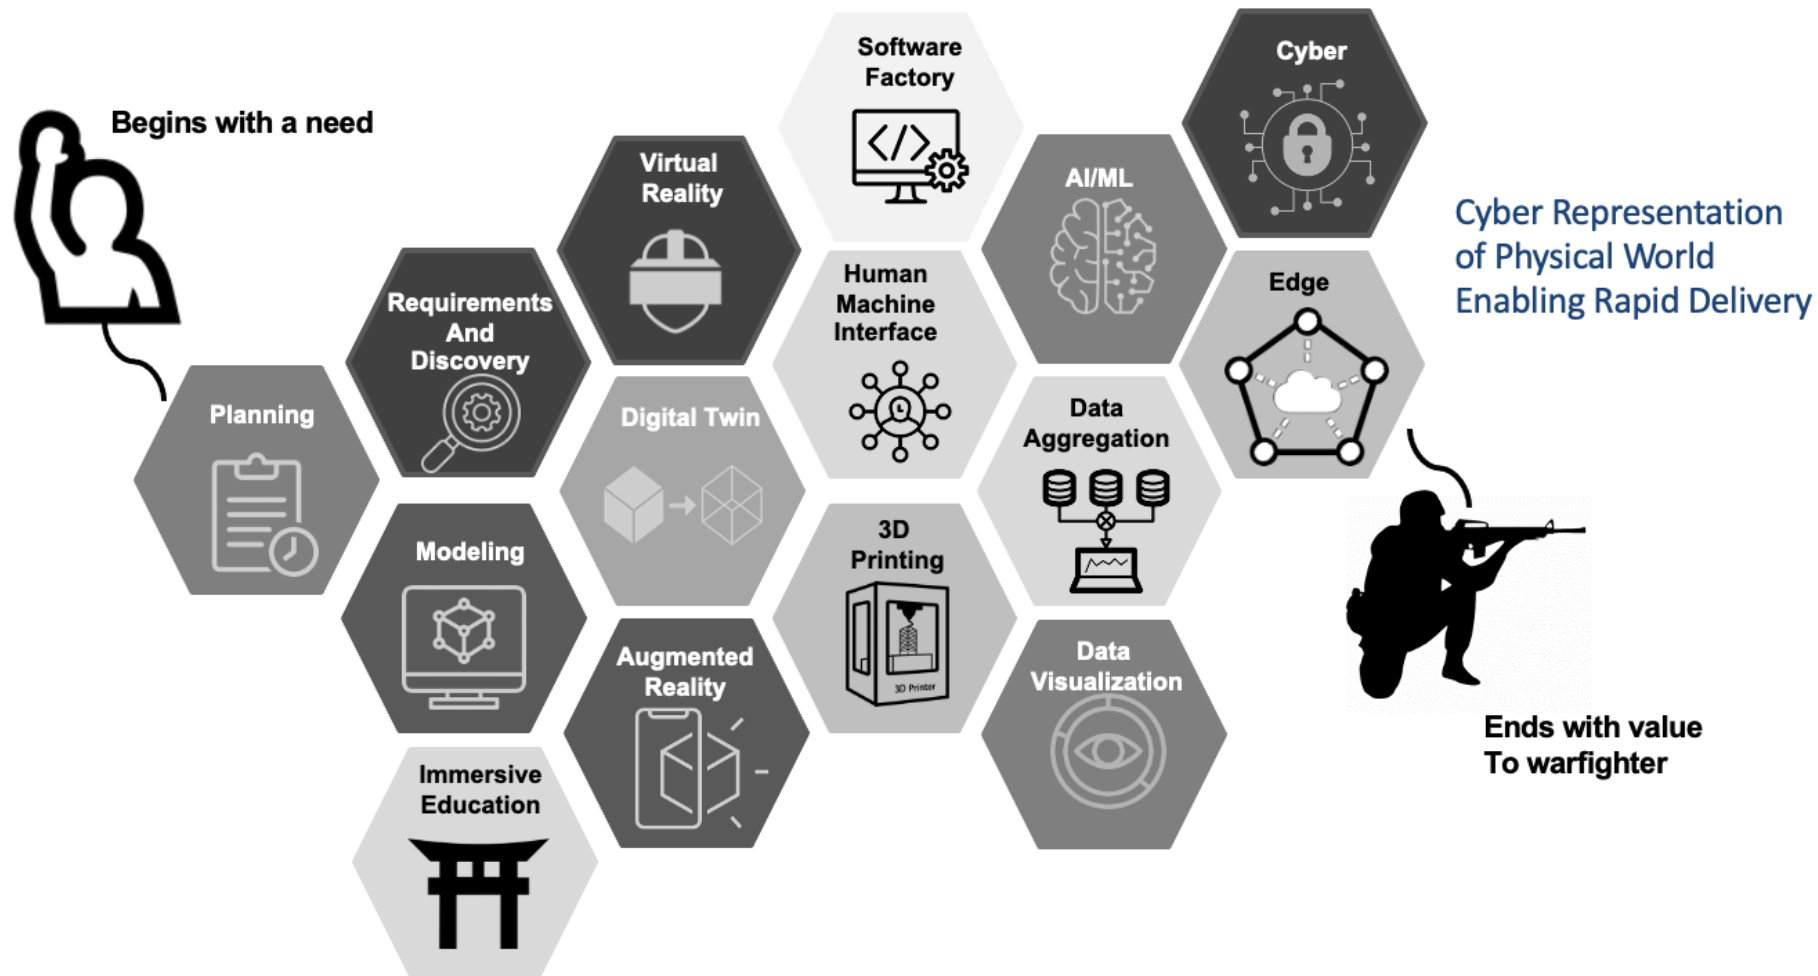 Begins with a need
Planning
Requirements
And
Discovery
Modeling
Immersive
Education
Virtual
Reality
Digital Twin
Augmented
Reality
Software
Factory
</>
Human
Machine
Interface
3D
Printing
3D Printer
AI/ML
Data
Aggregation
Data
Visualization
Cyber
Edge
Cyber Representation
of Physical World
Enabling Rapid Delivery
Ends with value
To warfighter